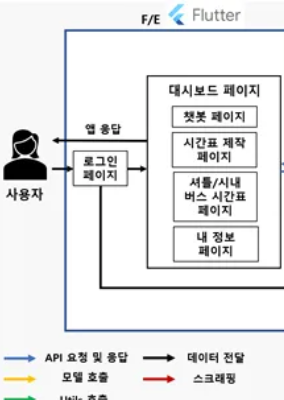 F/E Flutter
대시보드 페이지
챗봇 페이지
앱 응답
시간표 제작
페이지
로그인
페이지
셔틀/시내
버스 시간표
페이지
사용자
내 정보
페이지
API 요청 및 응답
데이터 전달
모델 호출
스크래핑
Utils 호출